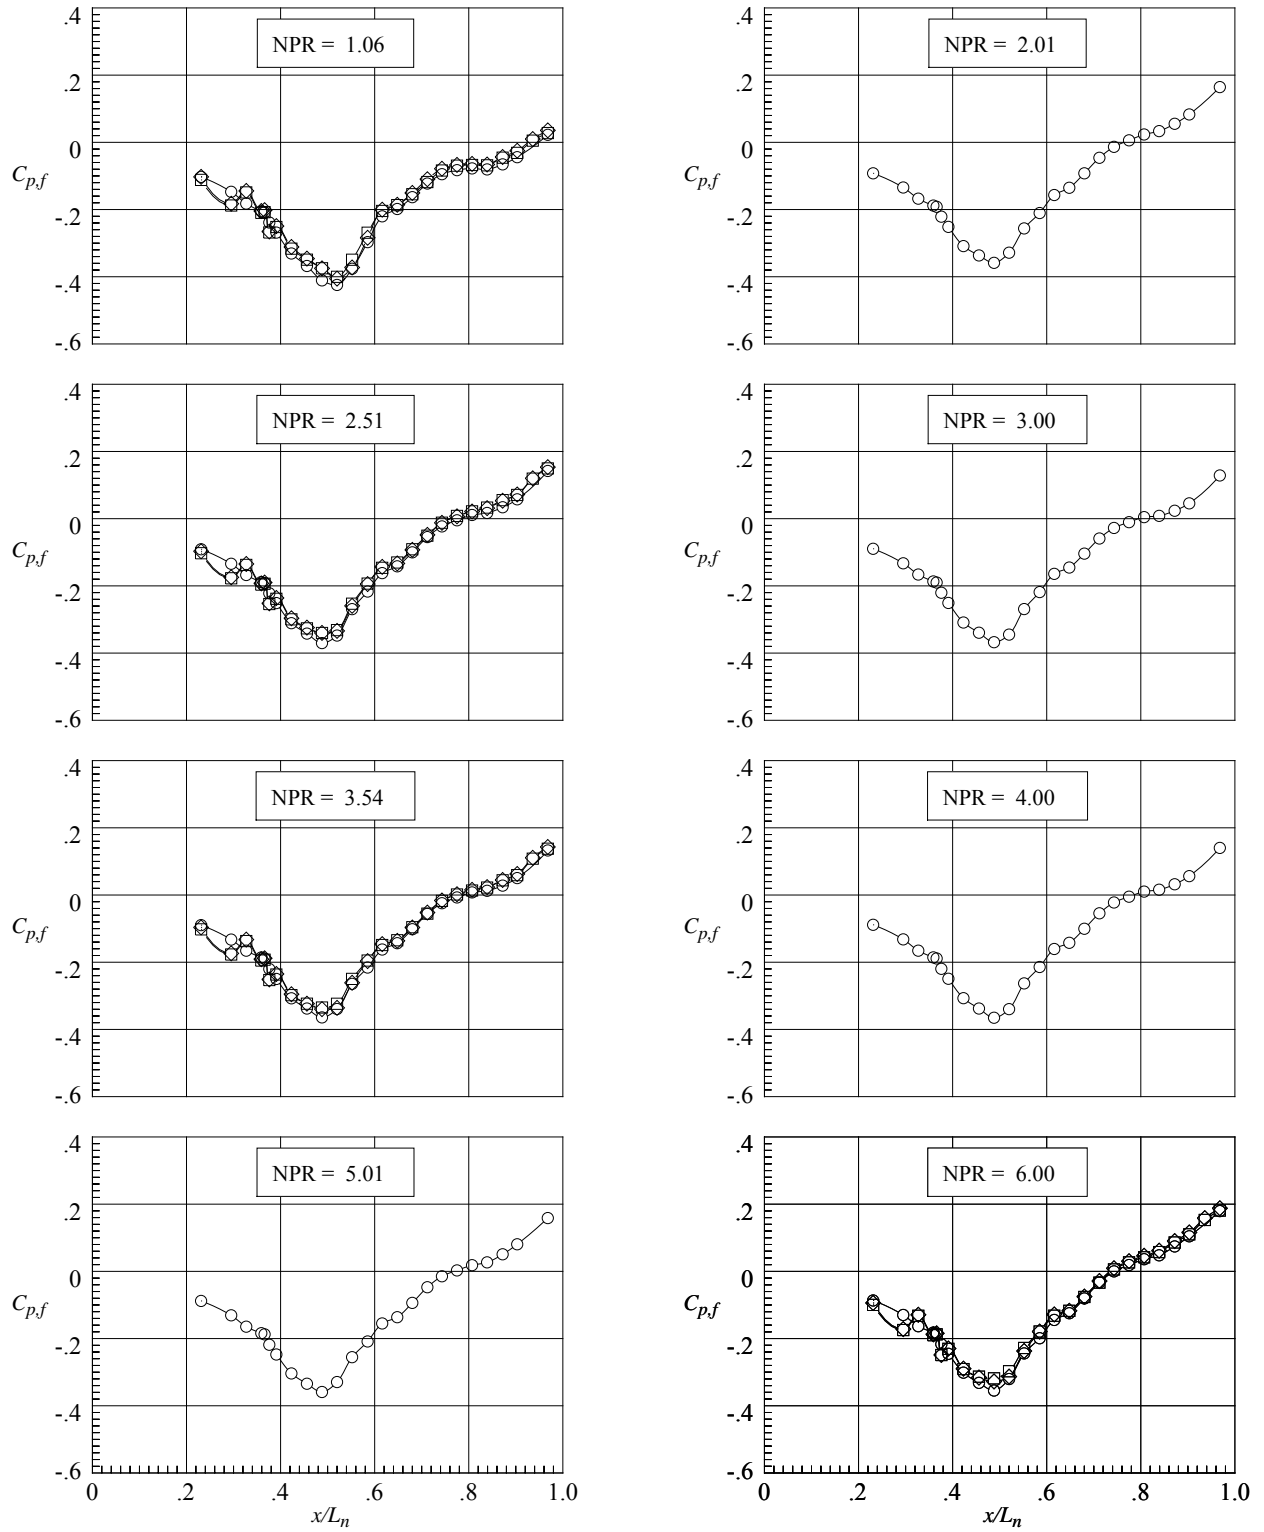 .4
.2
0
-.2
-.4
-.6
C_{p,f}
NPR = 1.06
.4
.2
0
-.2
-.4
-.6
C_{p,f}
NPR = 2.01
.4
.2
0
-.2
-.4
-.6
C_{p,f}
NPR = 2.51
.4
.2
0
-.2
-.4
-.6
C_{p,f}
NPR = 3.00
.4
.2
0
-.2
-.4
-.6
C_{p,f}
NPR = 3.54
.4
.2
0
-.2
-.4
-.6
C_{p,f}
NPR = 4.00
.4
.2
0
-.2
-.4
-.6
C_{p,f}
NPR = 5.01
0 .2 .4 .6 .8 1.0
x/L_n
.4
.2
0
-.2
-.4
-.6
C_{p,f}
NPR = 6.00
0 .2 .4 .6 .8 1.0
x/L_n